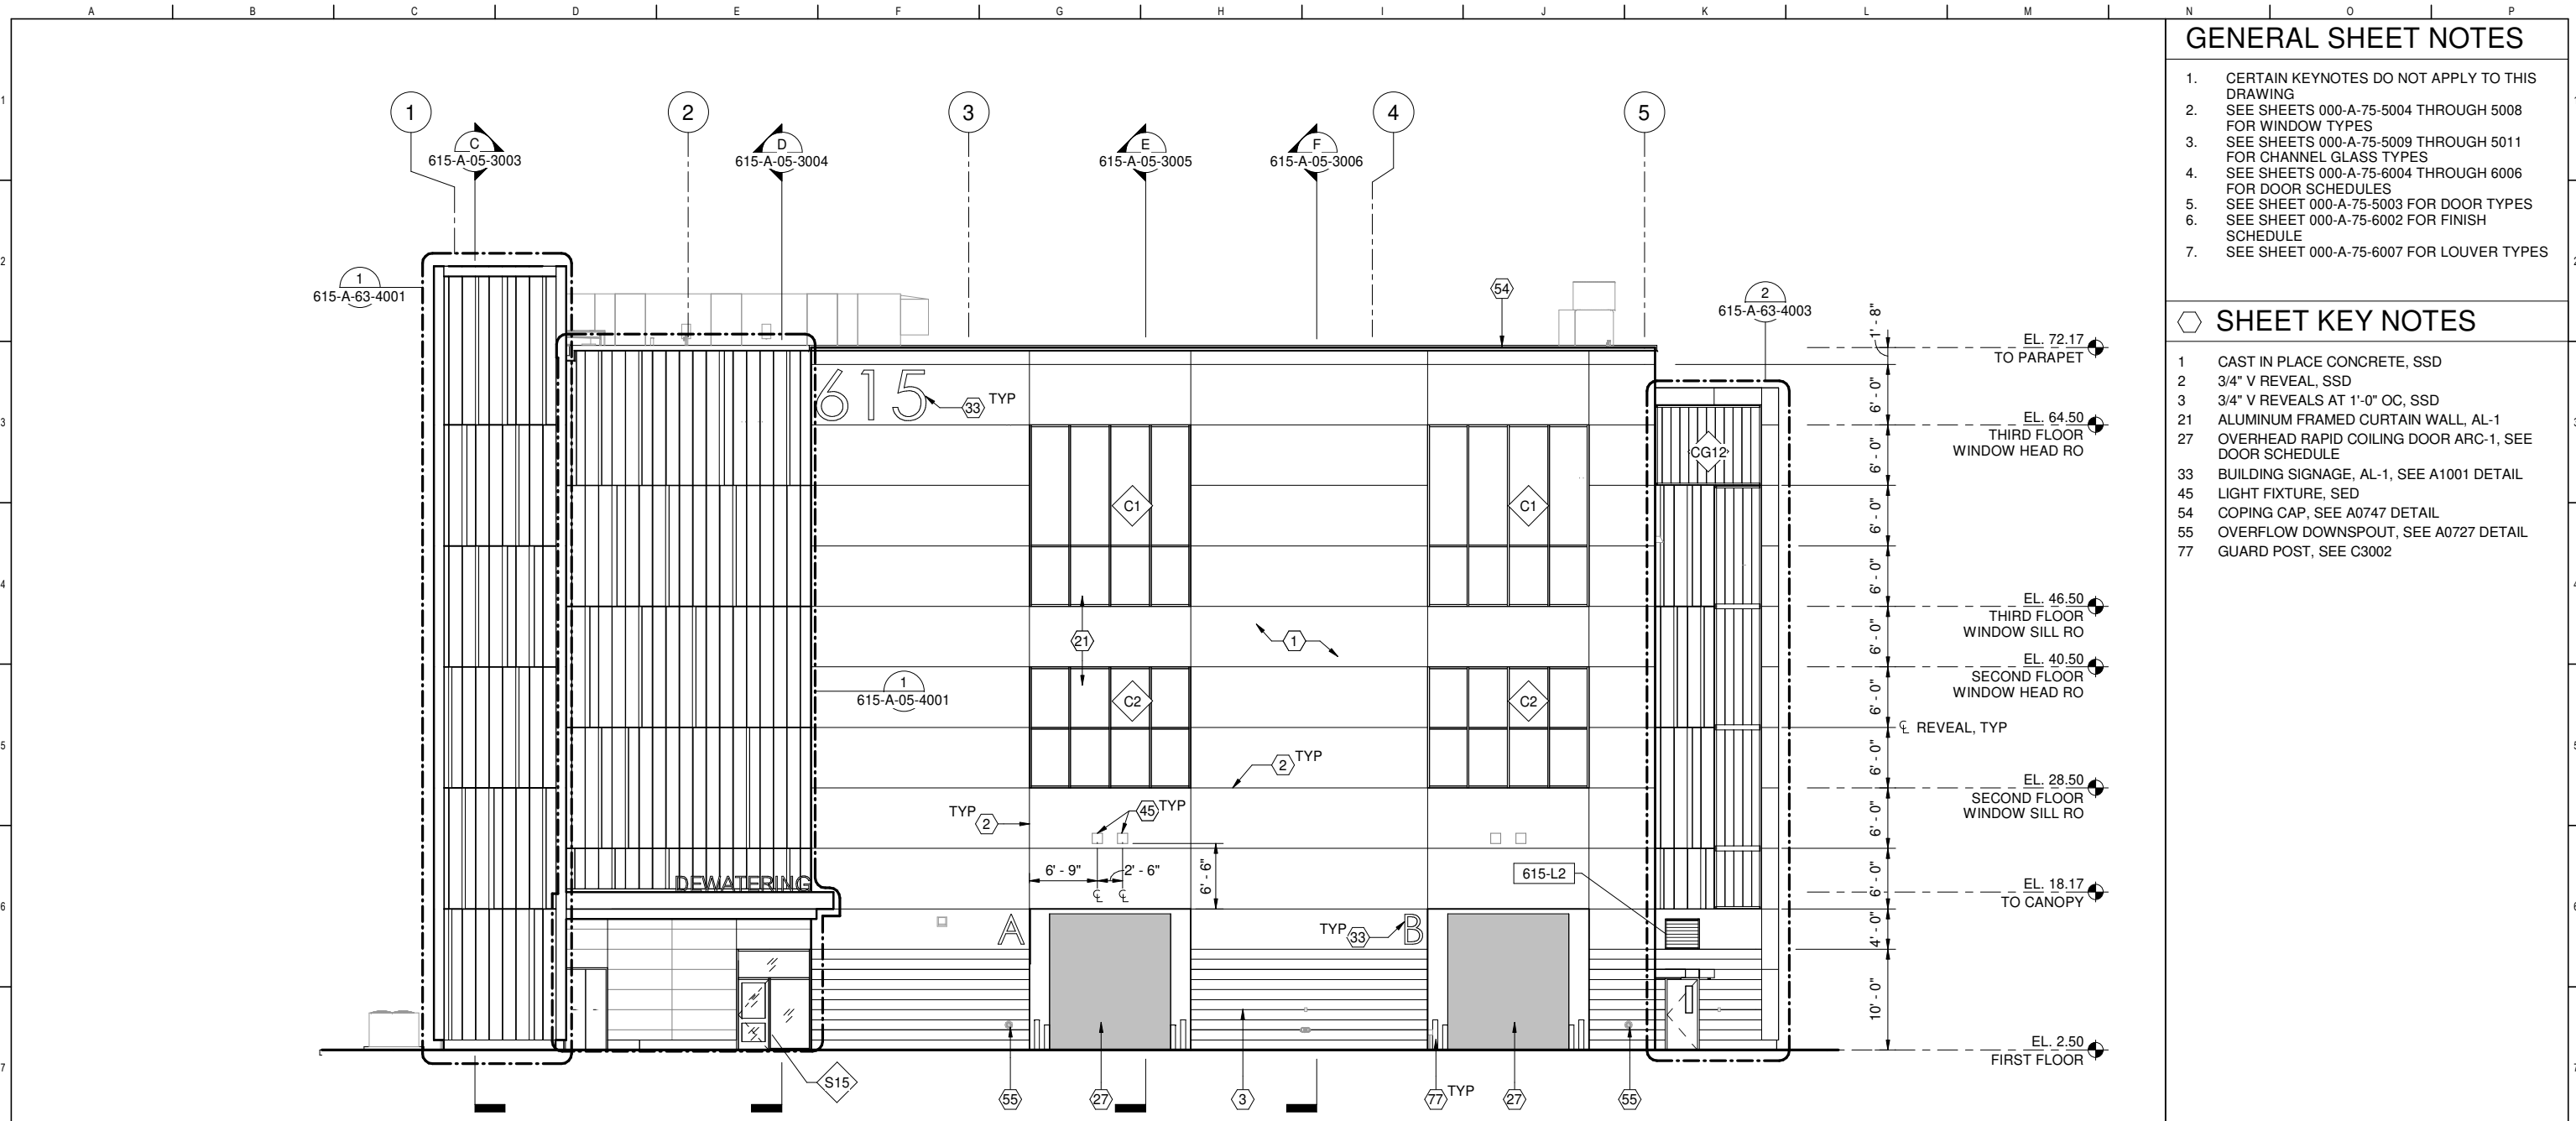 A B C D E F G H I J K L M N O P
1
2
3
4
5
6
7
1 2 3 4 5
C
615-A-05-3003
D
615-A-05-3004
E
615-A-05-3005
F
615-A-05-3006
1
615-A-63-4001
54
2
615-A-63-4003
615
33 TYP
CG12
C1 C1
21
1
1
615-A-05-4001
C2 C2
2 TYP
TYP 2
45 TYP
6' - 9" 2' - 6" 6' - 6"
℄ ℄
DEWATERING
615-L2
A
TYP 33 B
S15
55 27 3 77 TYP 27 55
1' - 8"
6' - 0"
6' - 0"
6' - 0"
6' - 0"
6' - 0"
6' - 0"
6' - 0"
6' - 0"
6' - 0"
4' - 0"
10' - 0"
EL. 72.17
TO PARAPET
EL. 64.50
THIRD FLOOR
WINDOW HEAD RO
EL. 46.50
THIRD FLOOR
WINDOW SILL RO
EL. 40.50
SECOND FLOOR
WINDOW HEAD RO
℄ REVEAL, TYP
EL. 28.50
SECOND FLOOR
WINDOW SILL RO
EL. 18.17
TO CANOPY
EL. 2.50
FIRST FLOOR
GENERAL SHEET NOTES
1. CERTAIN KEYNOTES DO NOT APPLY TO THIS
DRAWING
2. SEE SHEETS 000-A-75-5004 THROUGH 5008
FOR WINDOW TYPES
3. SEE SHEETS 000-A-75-5009 THROUGH 5011
FOR CHANNEL GLASS TYPES
4. SEE SHEETS 000-A-75-6004 THROUGH 6006
FOR DOOR SCHEDULES
5. SEE SHEET 000-A-75-5003 FOR DOOR TYPES
6. SEE SHEET 000-A-75-6002 FOR FINISH
SCHEDULE
7. SEE SHEET 000-A-75-6007 FOR LOUVER TYPES
SHEET KEY NOTES
1 CAST IN PLACE CONCRETE, SSD
2 3/4" V REVEAL, SSD
3 3/4" V REVEALS AT 1'-0" OC, SSD
21 ALUMINUM FRAMED CURTAIN WALL, AL-1
27 OVERHEAD RAPID COILING DOOR ARC-1, SEE
DOOR SCHEDULE
33 BUILDING SIGNAGE, AL-1, SEE A1001 DETAIL
45 LIGHT FIXTURE, SED
54 COPING CAP, SEE A0747 DETAIL
55 OVERFLOW DOWNSPOUT, SEE A0727 DETAIL
77 GUARD POST, SEE C3002